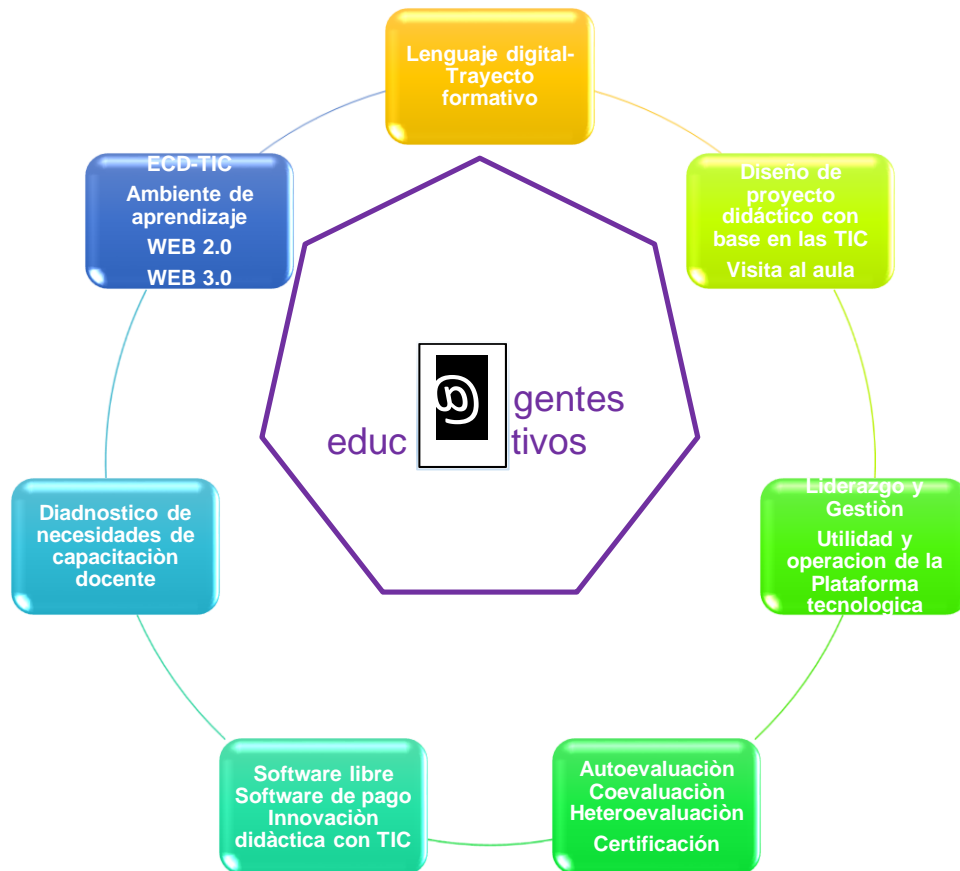 Lenguaje digital-
Trayecto
formativo
Diseño de
proyecto
didáctico con
base en las TIC
Visita al aula
Liderazgo y
Gestiòn
Utilidad y
operacion de la
Plataforma
tecnologica
Autoevaluaciòn
Coevaluaciòn
Heteroevaluaciòn
Certificación
Software libre
Software de pago
Innovaciòn
didàctica con TIC
Diadnostico de
necesidades de
capacitaciòn
docente
ECD-TIC
Ambiente de
aprendizaje
WEB 2.0
WEB 3.0
@ gentes
educ tivos